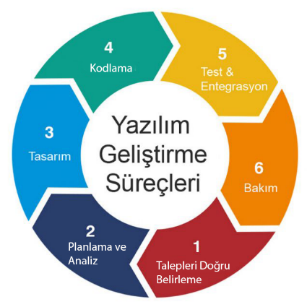 Yazılım
Geliştirme
Süreçleri
1
Talepleri Doğru
Belirleme
2
Planlama ve
Analiz
3
Tasarım
4
Kodlama
5
Test &
Entegrasyon
6
Bakım